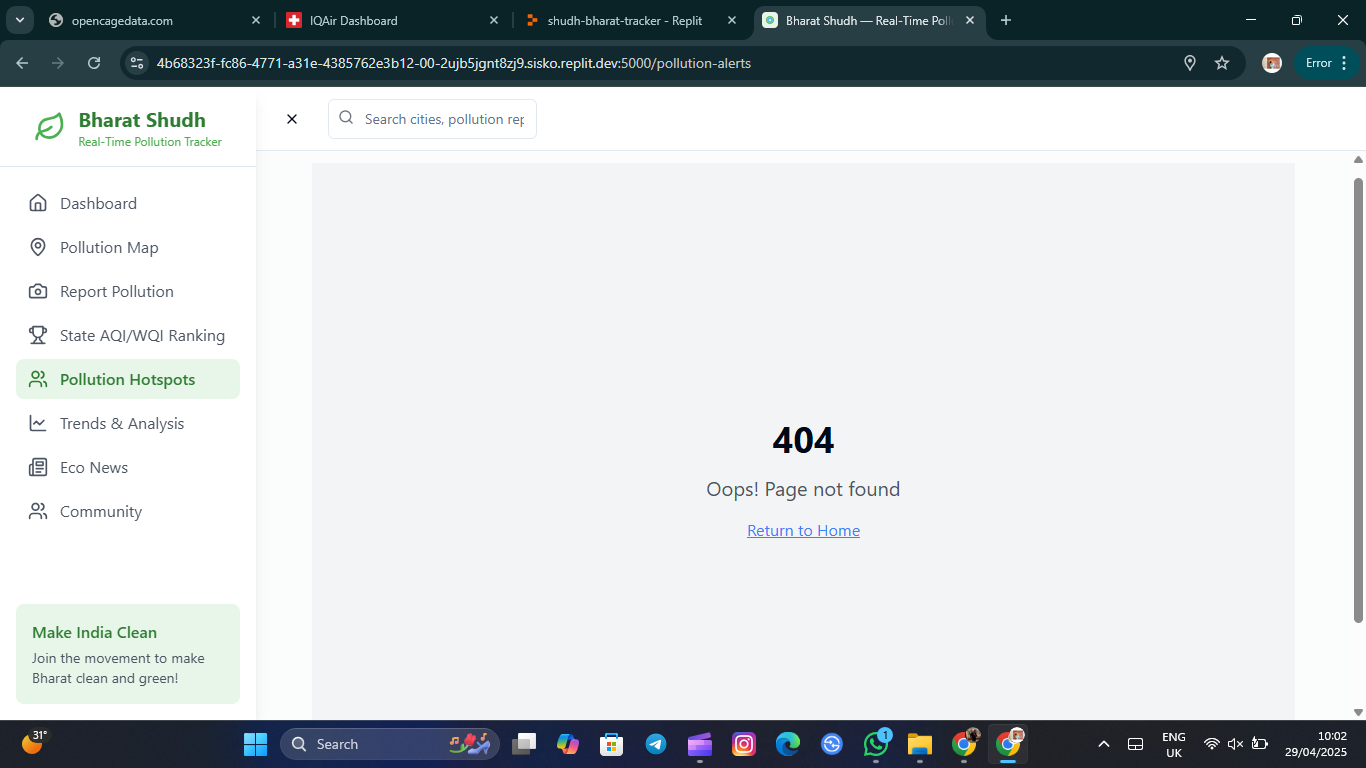 opencagedata.com
IQAir Dashboard
shudh-bharat-tracker - Replit
Bharat Shudh — Real-Time Poll
4b68323f-fc86-4771-a31e-4385762e3b12-00-2ujb5jgnt8zj9.sisko.replit.dev:5000/pollution-alerts
Error
Bharat Shudh
Real-Time Pollution Tracker
Search cities, pollution rep
Dashboard
Pollution Map
Report Pollution
State AQI/WQI Ranking
Pollution Hotspots
Trends & Analysis
Eco News
Community
404
Oops! Page not found
Return to Home
Make India Clean
Join the movement to make
Bharat clean and green!
31°
Search
1
ENG
UK
10:02
29/04/2025